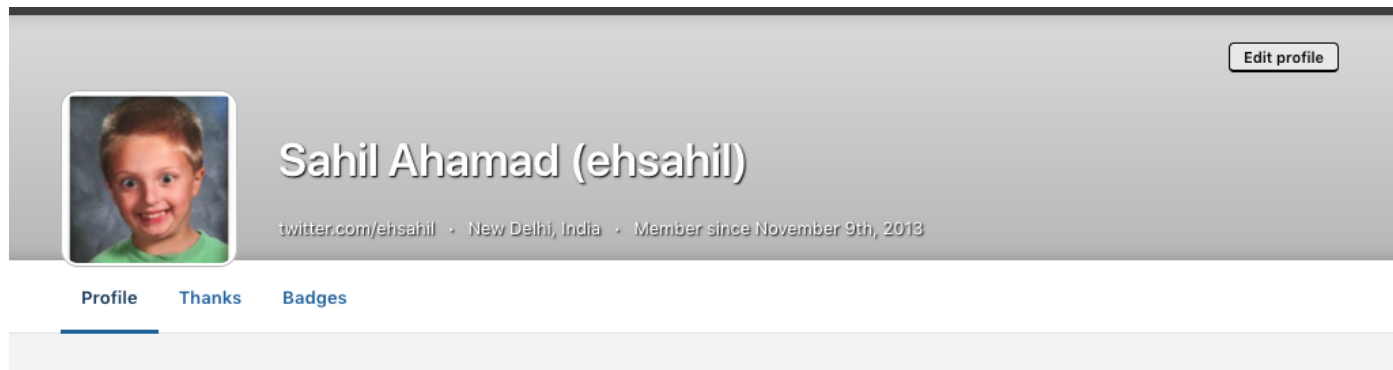 Edit profile
Sahil Ahamad (ehsahil)
twitter.com/ehsahil • New Delhi, India • Member since November 9th, 2013
Profile Thanks Badges